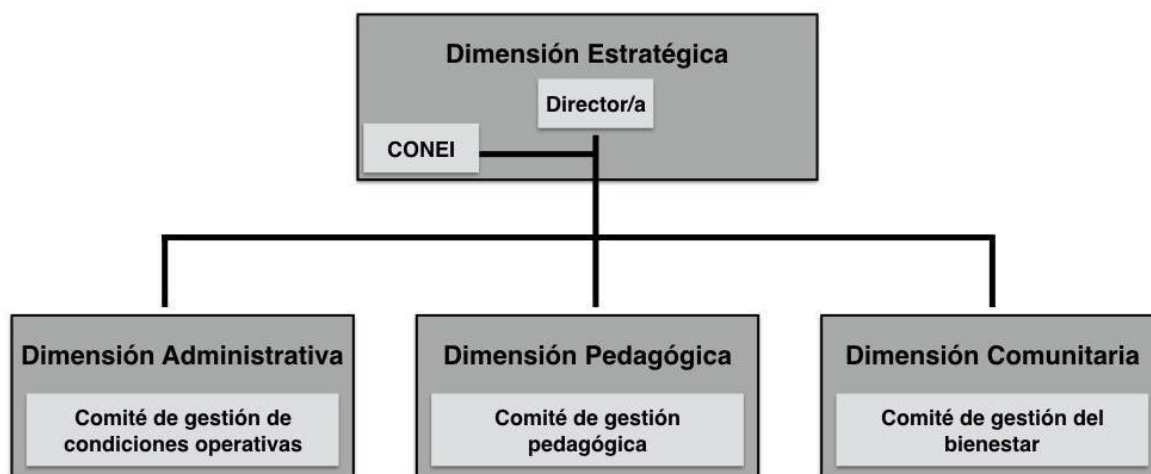 Dimensión Estratégica
Director/a
CONEI
Dimensión Administrativa
Comité de gestión de
condiciones operativas
Dimensión Pedagógica
Comité de gestión
pedagógica
Dimensión Comunitaria
Comité de gestión del
bienestar